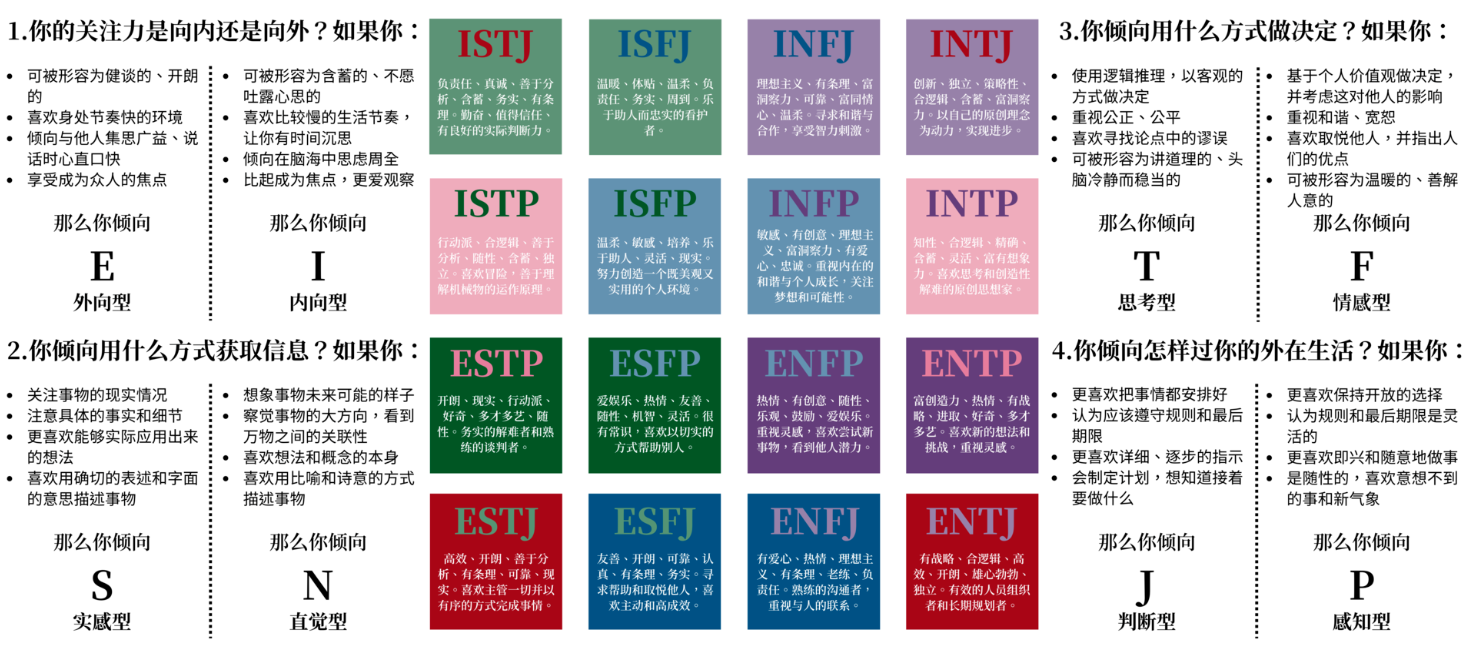 1.你的关注力是向内还是向外？如果你：
• 可被形容为健谈的、开朗
的
• 喜欢身处节奏快的环境
• 倾向与他人集思广益、说
话时心直口快
• 享受成为众人的焦点
那么你倾向
E
外向型
• 可被形容为含蓄的、不愿
吐露心思的
• 喜欢比较慢的生活节奏，
让你有时间沉思
• 倾向在脑海中思虑周全
• 比起成为焦点，更爱观察
那么你倾向
I
内向型
2.你倾向用什么方式获取信息？如果你：
• 关注事物的现实情况
• 注意具体的事实和细节
• 更喜欢能够实际应用出来
的想法
• 喜欢用确切的表述和字面
的意思描述事物
那么你倾向
S
实感型
• 想象事物未来可能的样子
• 察觉事物的大方向，看到
万物之间的关联性
• 喜欢想法和概念的本身
• 喜欢用比喻和诗意的方式
描述事物
那么你倾向
N
直觉型
ISTJ
负责任、真诚、善于分
析、含蓄、务实、有条
理。勤奋、值得信任、
有良好的实际判断力。
ISFJ
温暖、体贴、温柔、负
责任、务实、周到。乐
于助人而忠实的看护
者。
INFJ
理想主义、有条理、富
洞察力、可靠、富同情
心、温柔。寻求和谐与
合作，享受智力刺激。
INTJ
创新、独立、策略性、
合逻辑、含蓄、富洞察
力。以自己的原创理念
为动力，实现进步。
ISTP
行动派、合逻辑、善于
分析、随性、含蓄、独
立。喜欢冒险，善于理
解机械物的运作原理。
ISFP
温柔、敏感、培养、乐
于助人、灵活、现实。
努力创造一个既美观又
实用的个人环境。
INFP
敏感、有创意、理想主
义、富洞察力、有爱
心、忠诚。重视内在的
和谐与个人成长，关注
梦想和可能性。
INTP
知性、合逻辑、精确、
含蓄、灵活、富有想象
力。喜欢思考和创造性
解难的原创思想家。
ESTP
开朗、现实、行动派、
好奇、多才多艺、随
性。务实的解难者和熟
练的谈判者。
ESFP
爱娱乐、热情、友善、
随性、机智、灵活。很
有常识，喜欢以切实的
方式帮助别人。
ENFP
热情、有创意、随性、
乐观、鼓励、爱娱乐。
重视灵感，喜欢尝试新
事物，看到他人潜力。
ENTP
富创造力、热情、有战
略、进取、好奇、多才
多艺。喜欢新的想法和
挑战，重视灵感。
ESTJ
高效、开朗、善于分
析、有条理、可靠、现
实。喜欢主管一切并以
有序的方式完成事情。
ESFJ
友善、开朗、可靠、认
真、有条理、务实。寻
求帮助和取悦他人，喜
欢主动和高成效。
ENFJ
有爱心、热情、理想主
义、有条理、老练、负
责任。熟练的沟通者，
重视与人的联系。
ENTJ
有战略、合逻辑、高
效、开朗、雄心勃勃、
独立。有效的人员组织
者和长期规划者。
3.你倾向用什么方式做决定？如果你：
• 使用逻辑推理，以客观的
方式做决定
• 重视公正、公平
• 喜欢寻找论点中的谬误
• 可被形容为讲道理的、头
脑冷静而稳当的
那么你倾向
T
思考型
• 基于个人价值观做决定，
并考虑这对他人的影响
• 重视和谐、宽恕
• 喜欢取悦他人，并指出人
们的优点
• 可被形容为温暖的、善解
人意的
那么你倾向
F
情感型
4.你倾向怎样过你的外在生活？如果你：
• 更喜欢把事情都安排好
• 认为应该遵守规则和最后
期限
• 更喜欢详细、逐步的指示
• 会制定计划，想知道接着
要做什么
那么你倾向
J
判断型
• 更喜欢保持开放的选择
• 认为规则和最后期限是灵
活的
• 更喜欢即兴和随意地做事
• 是随性的，喜欢意想不到
的事和新气象
那么你倾向
P
感知型